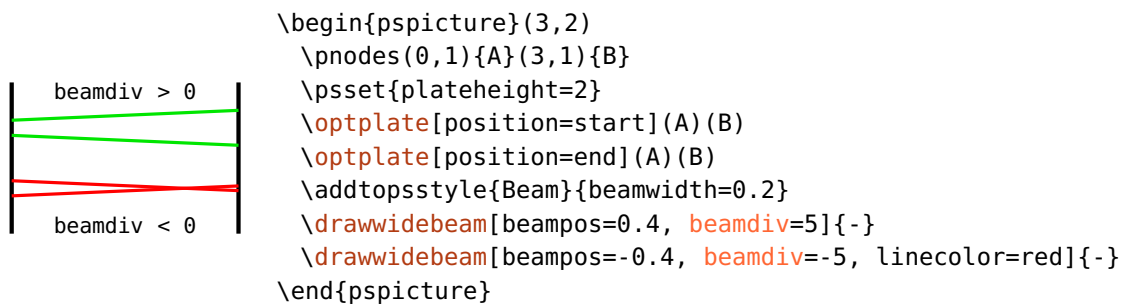 beamdiv > 0
beamdiv < 0
\begin{pspicture}(3,2)
  \pnodes(0,1){A}(3,1){B}
  \psset{plateheight=2}
  \optplate[position=start](A)(B)
  \optplate[position=end](A)(B)
  \addtopsstyle{Beam}{beamwidth=0.2}
  \drawwidebeam[beampos=0.4, beamdiv=5]{-}
  \drawwidebeam[beampos=-0.4, beamdiv=-5, linecolor=red]{-}
\end{pspicture}